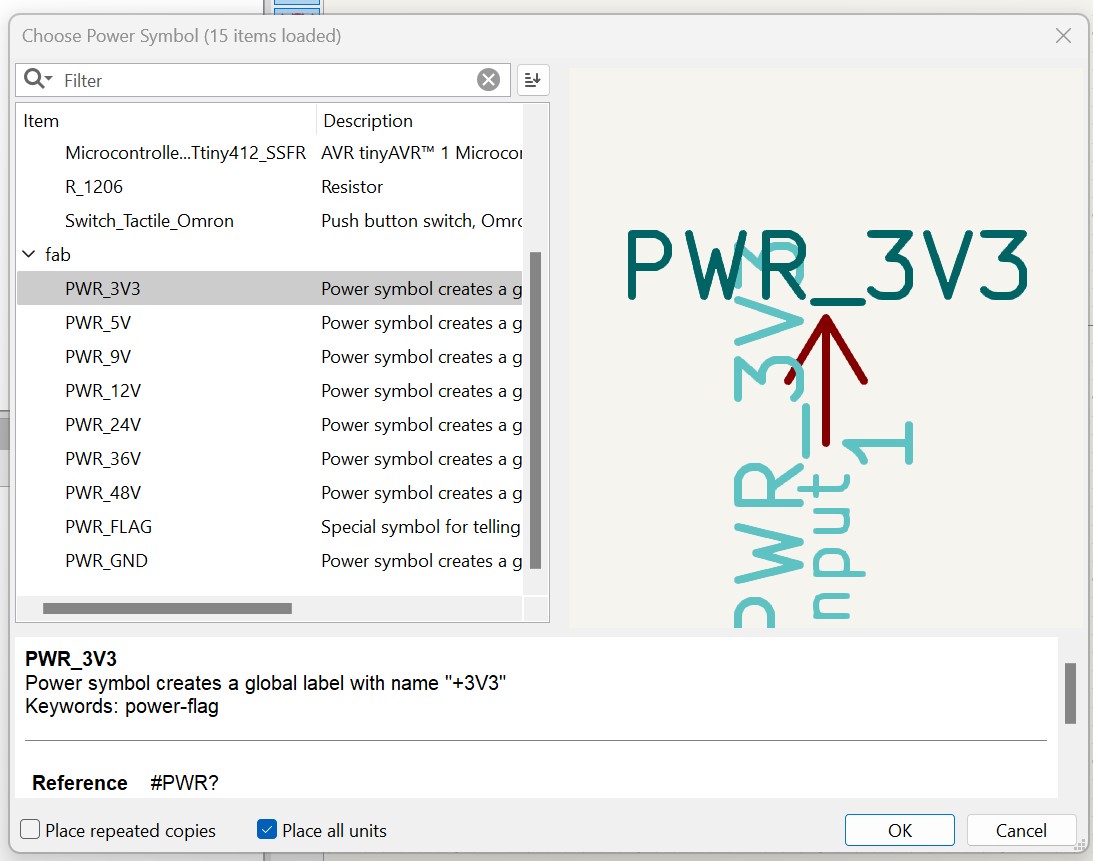 Choose Power Symbol (15 items loaded)
Filter
Item Description
Microcontrolle...Ttiny412_SSFR AVR tinyAVR™ 1 Microcor
R_1206 Resistor
Switch_Tactile_Omron Push button switch, Omro
fab
PWR_3V3 Power symbol creates a g
PWR_5V Power symbol creates a g
PWR_9V Power symbol creates a g
PWR_12V Power symbol creates a g
PWR_24V Power symbol creates a g
PWR_36V Power symbol creates a g
PWR_48V Power symbol creates a g
PWR_FLAG Special symbol for telling
PWR_GND Power symbol creates a g
PWR_3V3
PWR_3V3
nput
1
PWR_3V3
Power symbol creates a global label with name "+3V3"
Keywords: power-flag
Reference #PWR?
Place repeated copies
Place all units
OK
Cancel